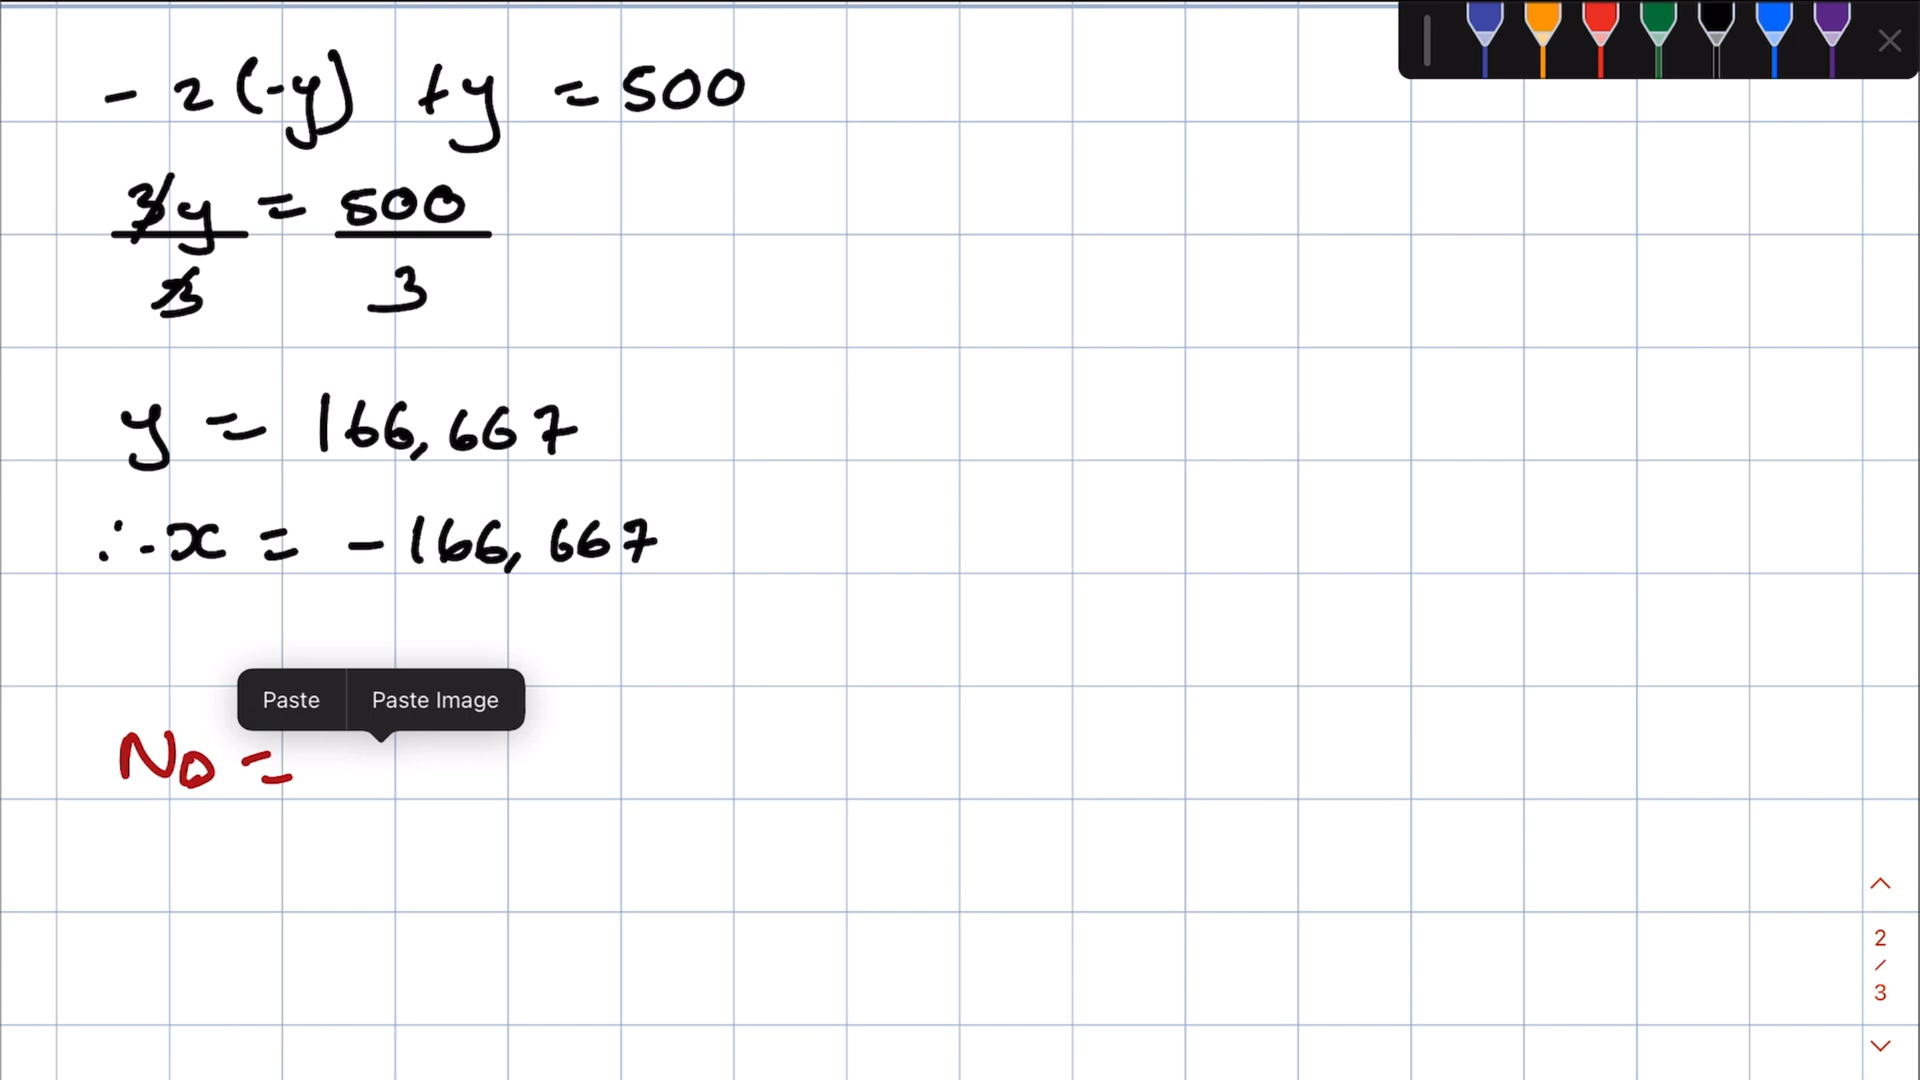 - 2 (-y) + y = 500
3y = 500
3 3
y = 166,667
∴ x = - 166,667
Paste Paste Image
No =
2
/
3